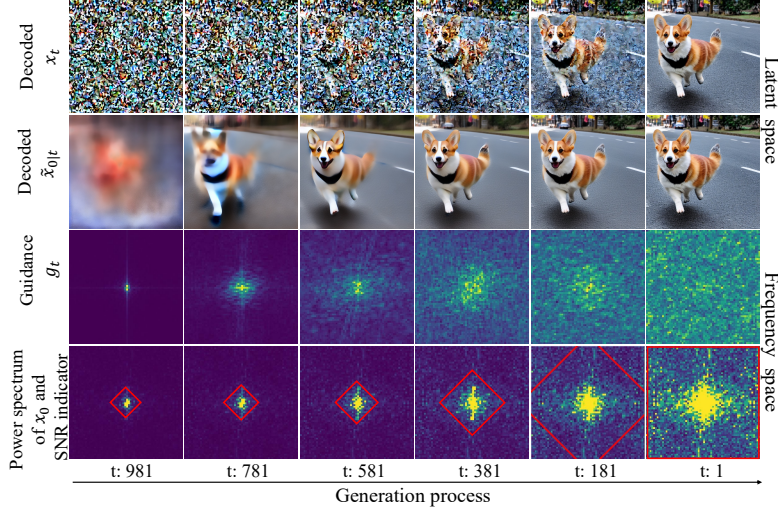 Decoded
x_t
Latent space
Decoded
x̃_{0|t}
Guidance
g_t
Frequency space
Power spectrum
of x_0 and
SNR indicator
t: 981
t: 781
t: 581
t: 381
t: 181
t: 1
Generation process